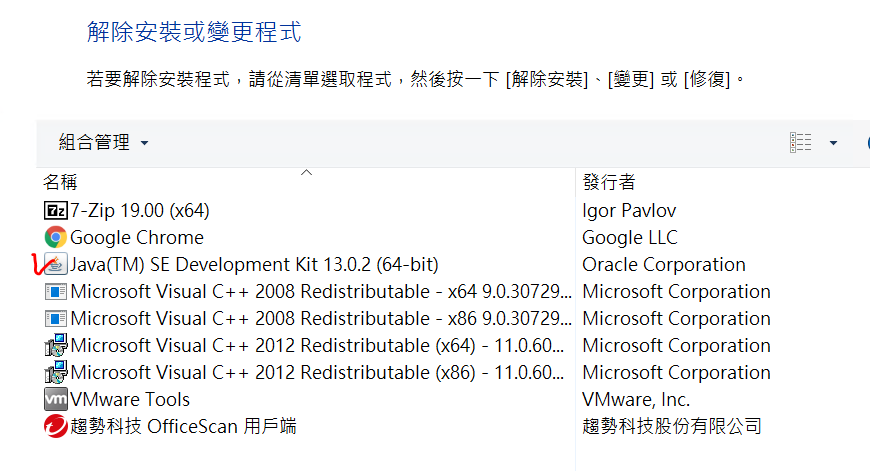 解除安裝或變更程式
若要解除安裝程式，請從清單選取程式，然後按一下 [解除安裝]、[變更] 或 [修復]。
組合管理
名稱 發行者
7-Zip 19.00 (x64) Igor Pavlov
Google Chrome Google LLC
Java(TM) SE Development Kit 13.0.2 (64-bit) Oracle Corporation
Microsoft Visual C++ 2008 Redistributable - x64 9.0.30729... Microsoft Corporation
Microsoft Visual C++ 2008 Redistributable - x86 9.0.30729... Microsoft Corporation
Microsoft Visual C++ 2012 Redistributable (x64) - 11.0.60... Microsoft Corporation
Microsoft Visual C++ 2012 Redistributable (x86) - 11.0.60... Microsoft Corporation
VMware Tools VMware, Inc.
趨勢科技 OfficeScan 用戶端 趨勢科技股份有限公司